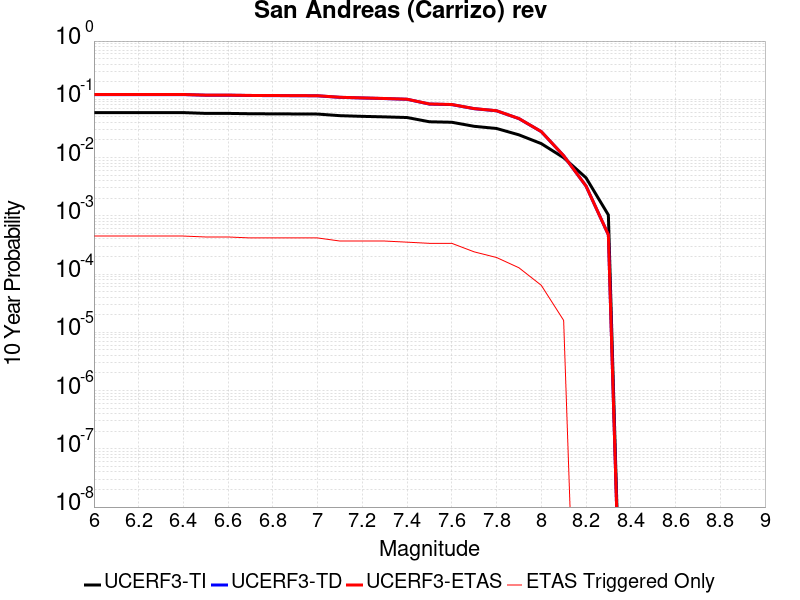 San Andreas (Carrizo) rev
10^0
10^-1
10^-2
10^-3
10^-4
10^-5
10^-6
10^-7
10^-8
10 Year Probability
6 6.2 6.4 6.6 6.8 7 7.2 7.4 7.6 7.8 8 8.2 8.4 8.6 8.8 9
Magnitude
UCERF3-TI UCERF3-TD UCERF3-ETAS ETAS Triggered Only